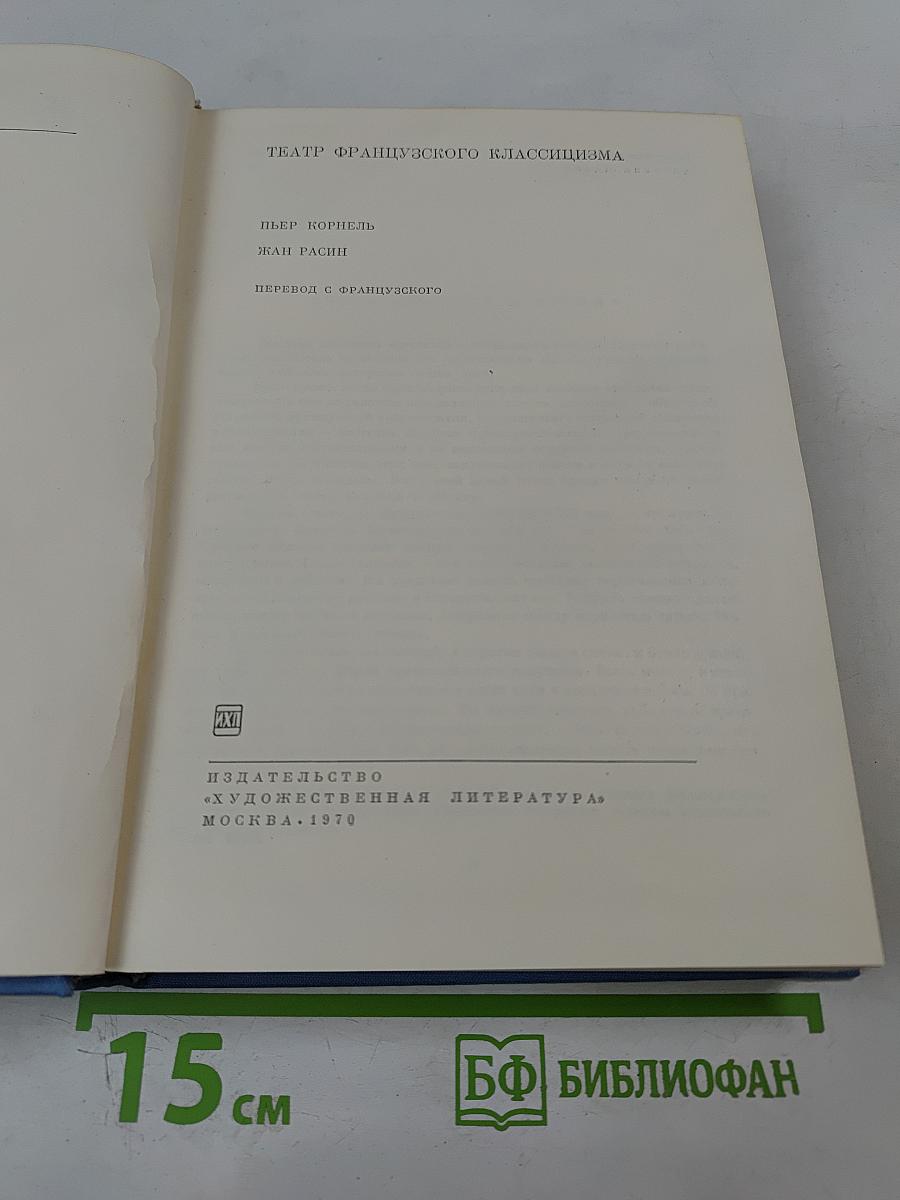 ТЕАТР ФРАНЦУЗСКОГО КЛАССИЦИЗМА
ПЬЕР КОРНЕЛЬ
ЖАН РАСИН
ПЕРЕВОД С ФРАНЦУЗСКОГО
ИХЛ
ИЗДАТЕЛЬСТВО
«ХУДОЖЕСТВЕННАЯ ЛИТЕРАТУРА»
МОСКВА•1970
15 см
БФ БИБЛИОФАН